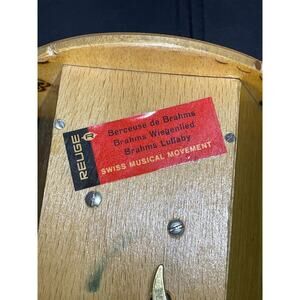 REUGE
Berceuse de Brahms
Brahms Wiegenlied
Brahms Lullaby
SWISS MUSICAL MOVEMENT